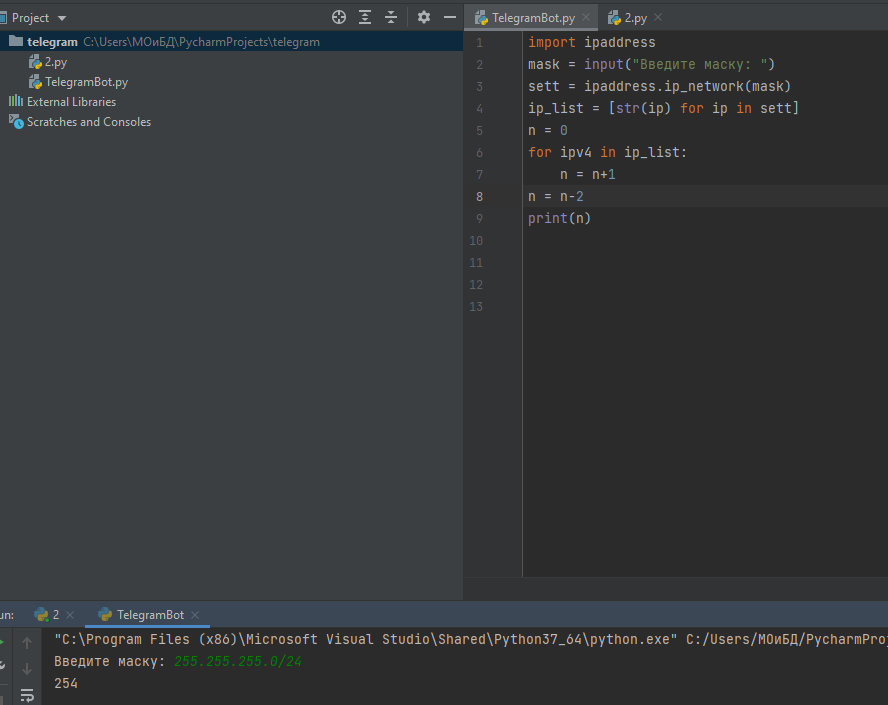 Project
telegram C:\Users\МОиБД\PycharmProjects\telegram
2.py
TelegramBot.py
External Libraries
Scratches and Consoles
TelegramBot.py
2.py
1 import ipaddress
2 mask = input("Введите маску: ")
3 sett = ipaddress.ip_network(mask)
4 ip_list = [str(ip) for ip in sett]
5 n = 0
6 for ipv4 in ip_list:
7 n = n+1
8 n = n-2
9 print(n)
10
11
12
13
un: 2 TelegramBot
"C:\Program Files (x86)\Microsoft Visual Studio\Shared\Python37_64\python.exe" C:/Users/МОиБД/PycharmProj
Введите маску: 255.255.255.0/24
254